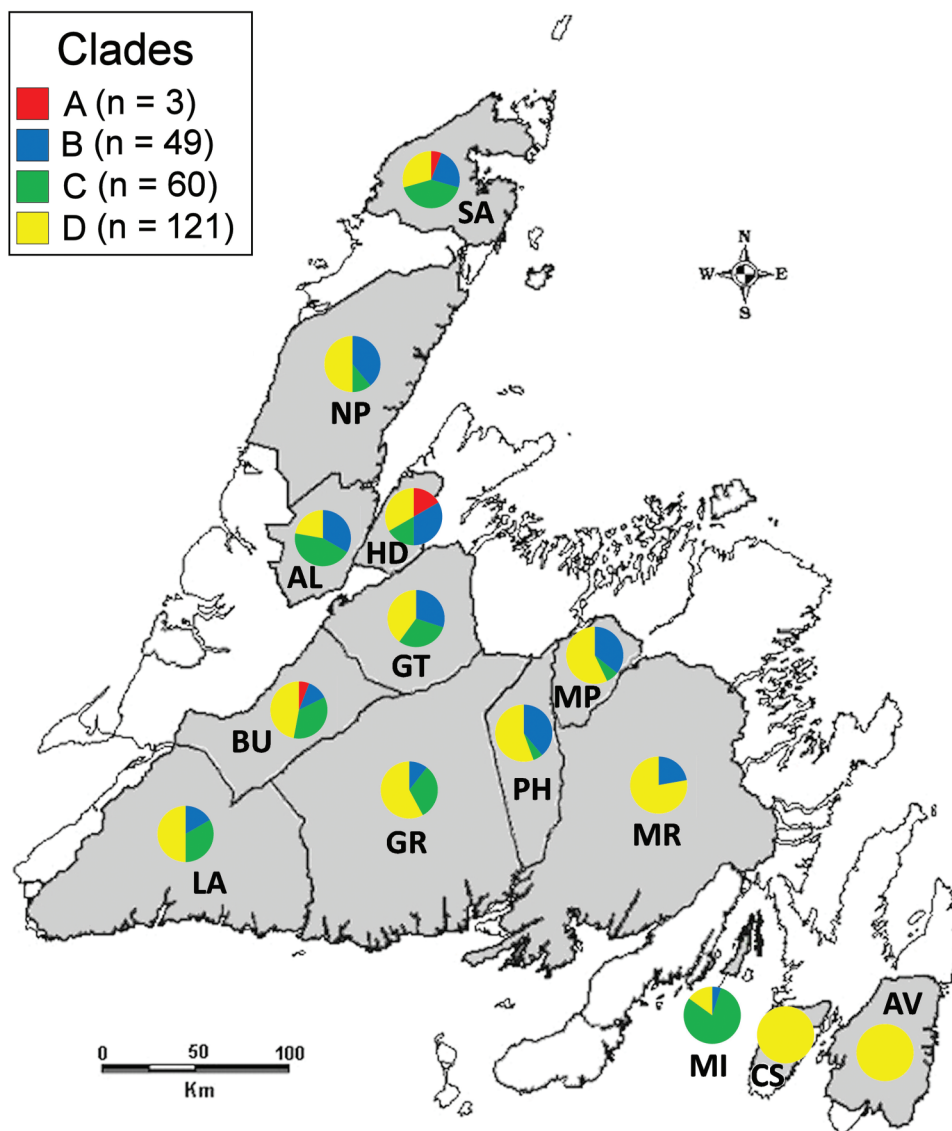 Clades
A (n = 3)
B (n = 49)
C (n = 60)
D (n = 121)
SA
N
W E
S
NP
HD
AL
GT
MP
BU
PH
GR
MR
LA
AV
MI
CS
0 50 100
Km